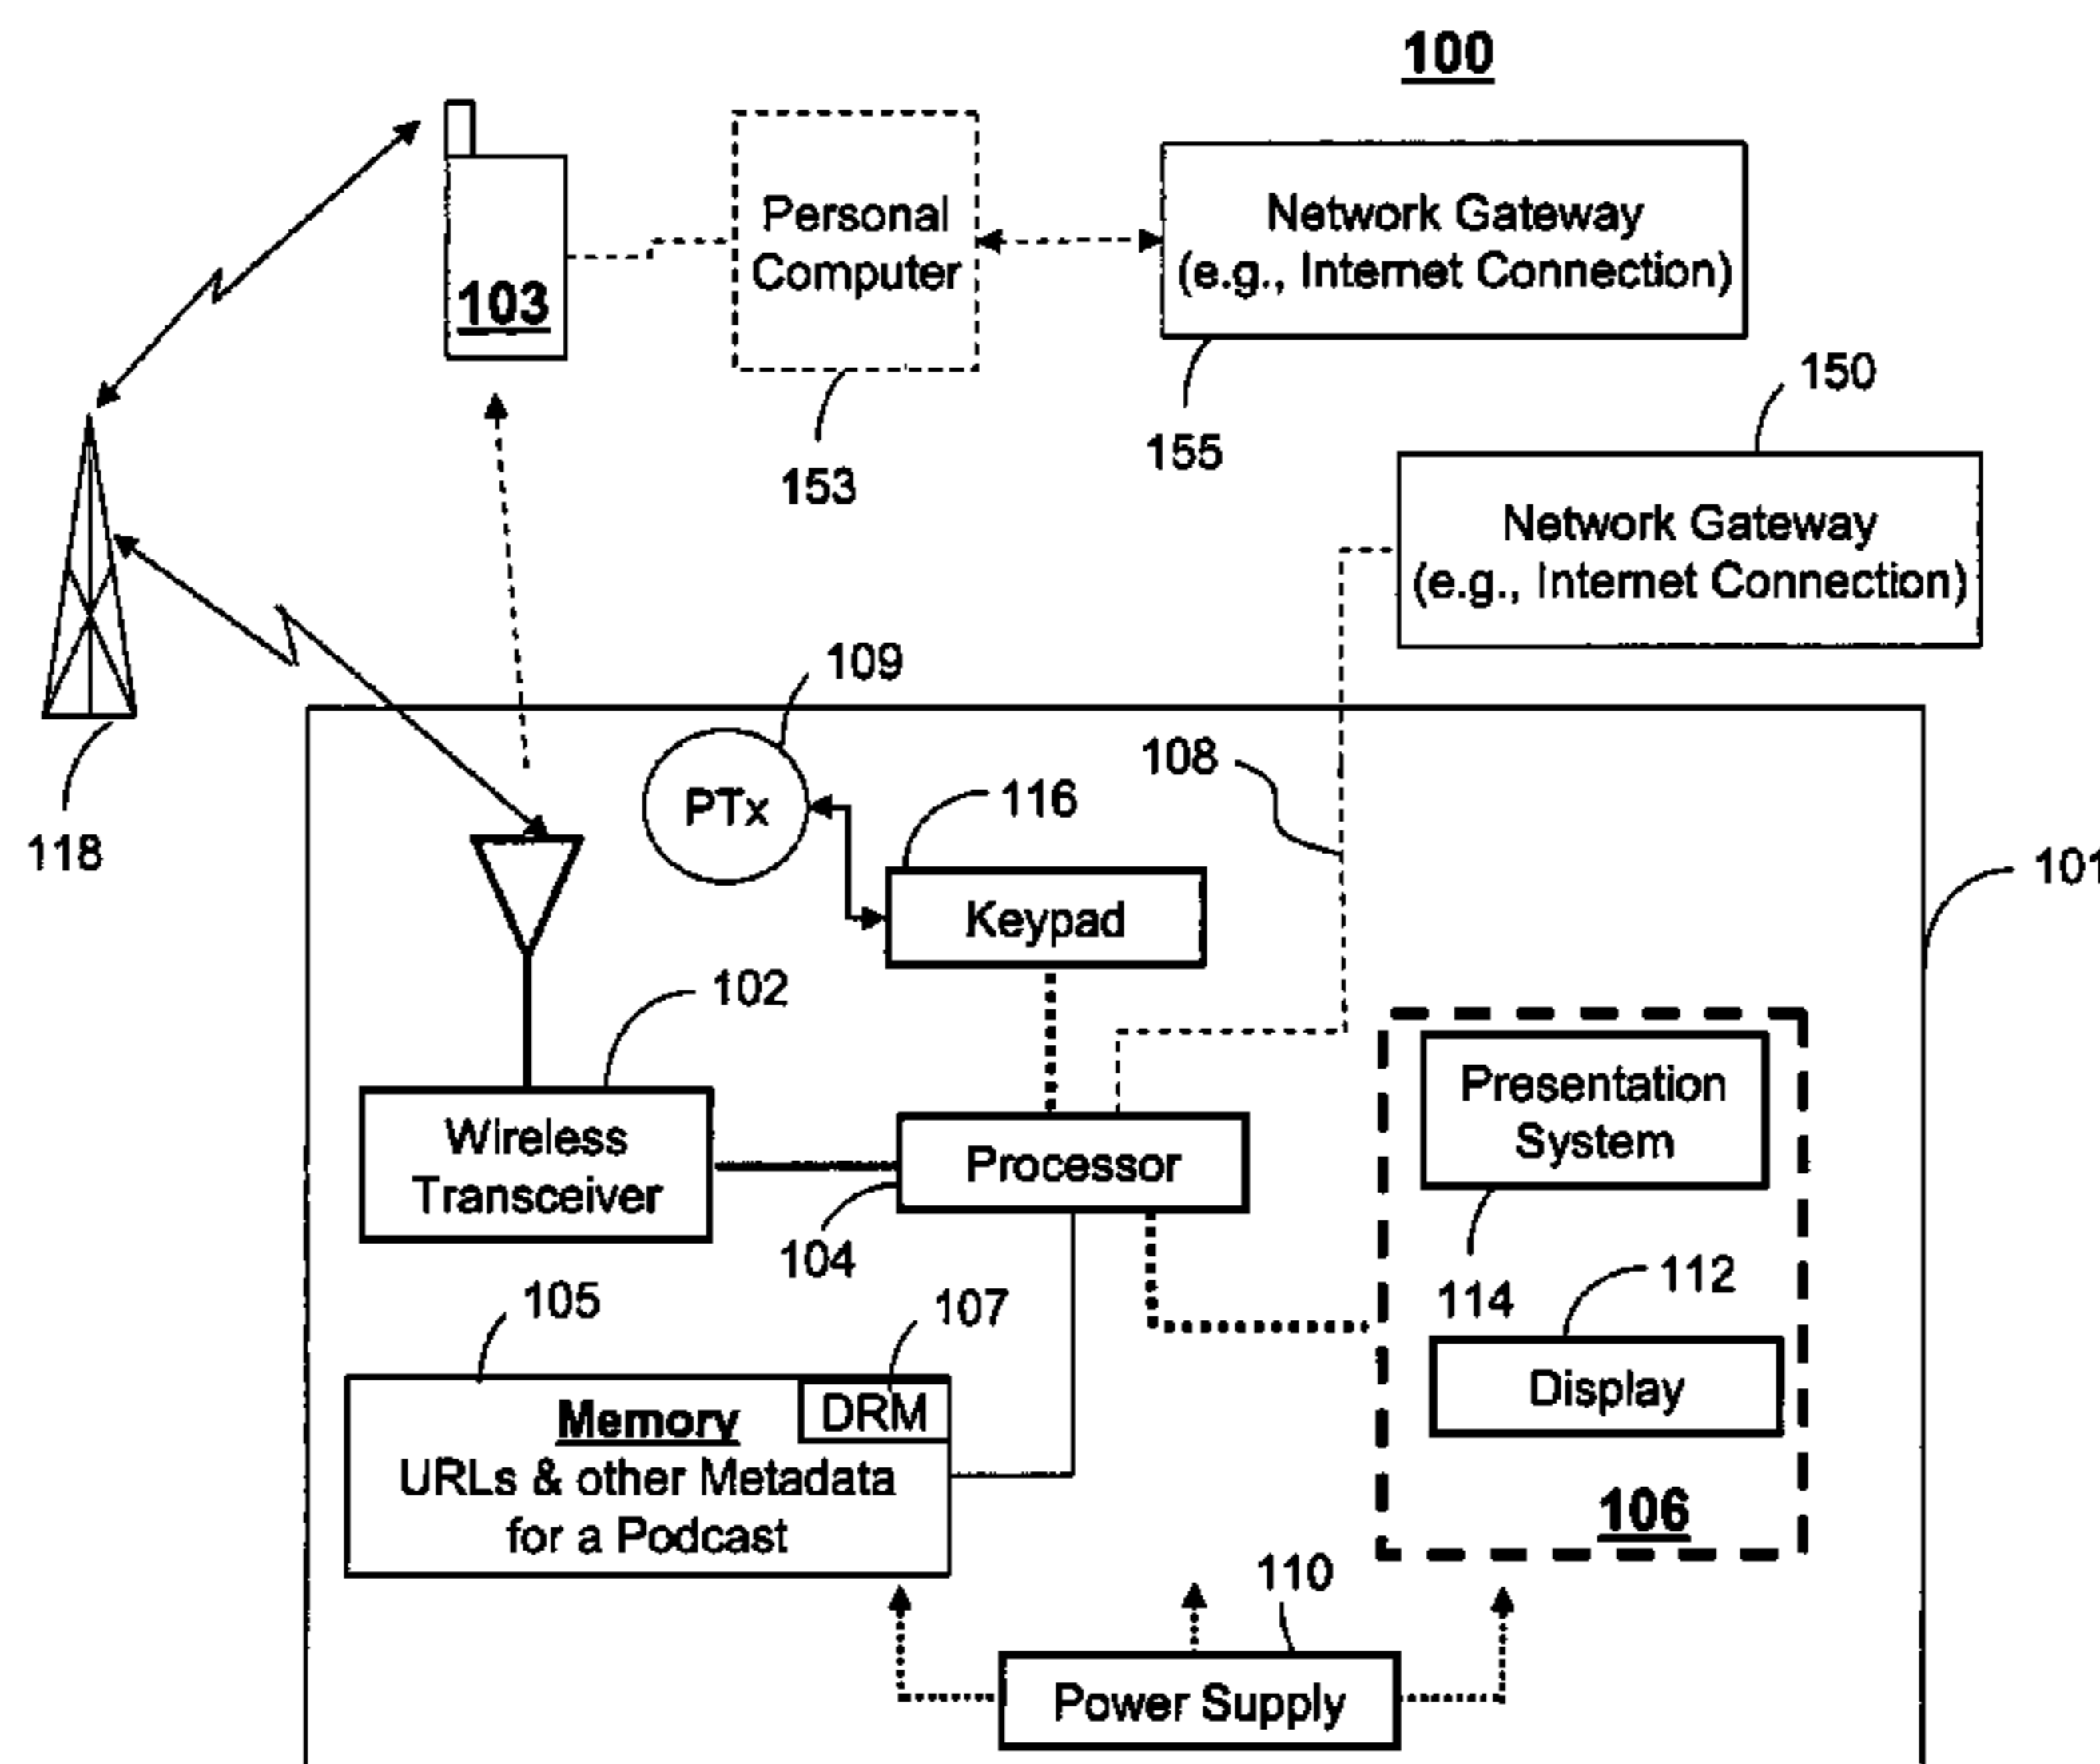 100
103
Personal
Computer
Network Gateway
(e.g., Internet Connection)
153
155
150
Network Gateway
(e.g., Internet Connection)
118
109
PTx
116
108
Keypad
101
102
Wireless
Transceiver
Processor
104
Presentation
System
114
112
Display
106
105
107
DRM
Memory
URLs & other Metadata
for a Podcast
110
Power Supply